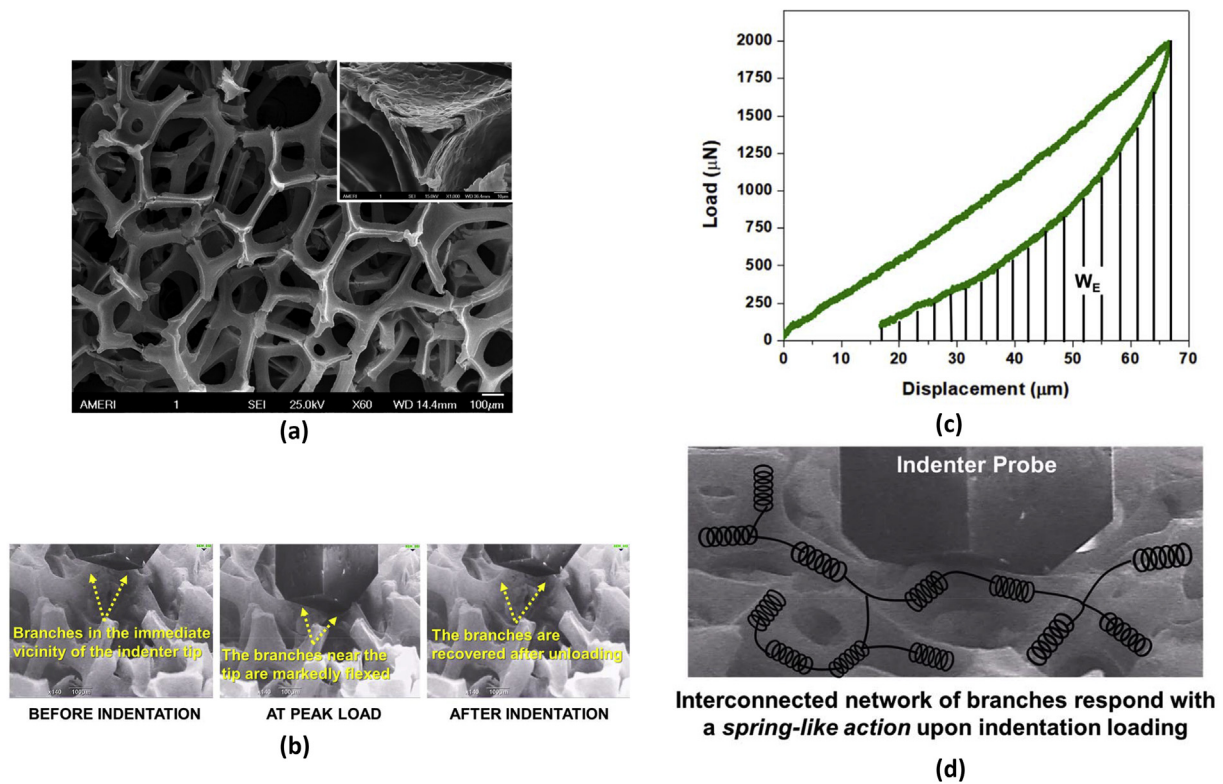 AMERI 1 SEI 25.0kV X60 WD 14.4mm 100μm
(a)
Branches in the immediate
vicinity of the indenter tip
BEFORE INDENTATION
The branches near the
tip are markedly flexed
AT PEAK LOAD
The branches are
recovered after unloading
AFTER INDENTATION
(b)
2000
1750
1500
1250
1000
750
500
250
0
Load (μN)
W_E
0 10 20 30 40 50 60 70
Displacement (μm)
(c)
Indenter Probe
Interconnected network of branches respond with
a spring-like action upon indentation loading
(d)